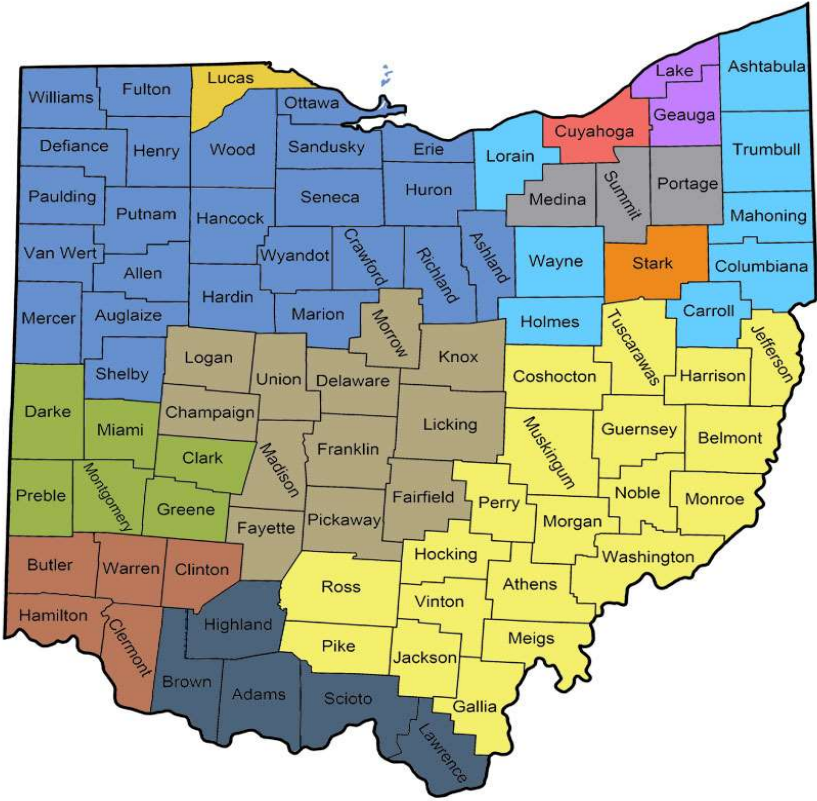 Williams
Fulton
Lucas
Ottawa
Lake
Ashtabula
Defiance
Henry
Wood
Sandusky
Erie
Lorain
Cuyahoga
Geauga
Trumbull
Paulding
Putnam
Hancock
Seneca
Huron
Medina
Summit
Portage
Mahoning
Van Wert
Allen
Wyandot
Crawford
Richland
Ashland
Wayne
Stark
Columbiana
Mercer
Auglaize
Hardin
Marion
Morrow
Holmes
Tuscarawas
Carroll
Jefferson
Shelby
Logan
Union
Delaware
Knox
Coshocton
Harrison
Darke
Miami
Champaign
Clark
Madison
Franklin
Licking
Muskingum
Guernsey
Belmont
Preble
Montgomery
Greene
Fayette
Pickaway
Fairfield
Perry
Morgan
Noble
Monroe
Butler
Warren
Clinton
Ross
Hocking
Athens
Washington
Hamilton
Clermont
Highland
Pike
Vinton
Meigs
Brown
Adams
Scioto
Jackson
Gallia
Lawrence